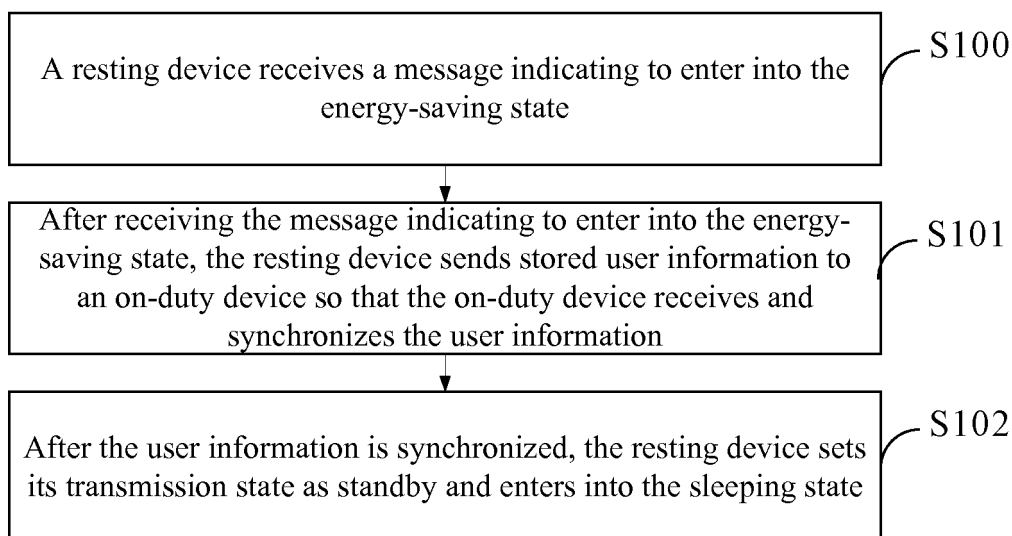 A resting device receives a message indicating to enter into the
energy-saving state
S100
After receiving the message indicating to enter into the energy-
saving state, the resting device sends stored user information to
an on-duty device so that the on-duty device receives and
synchronizes the user information
S101
After the user information is synchronized, the resting device sets
its transmission state as standby and enters into the sleeping state
S102